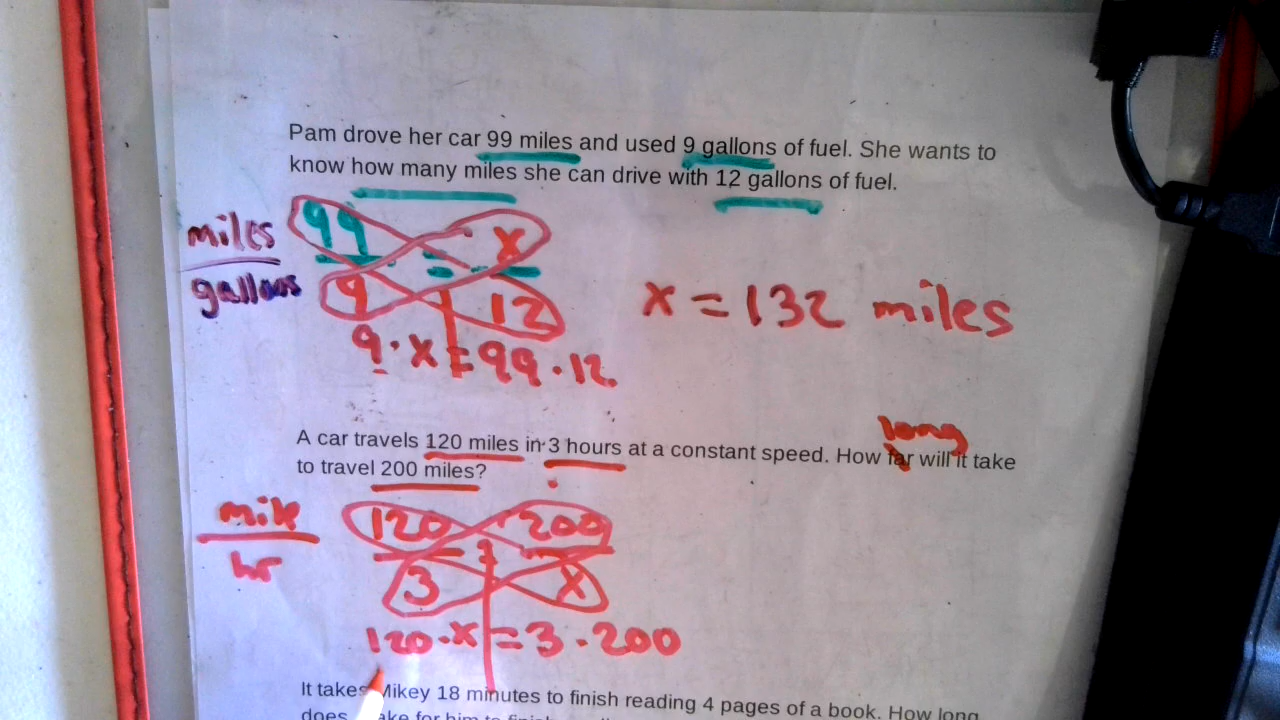 Pam drove her car 99 miles and used 9 gallons of fuel. She wants to
know how many miles she can drive with 12 gallons of fuel.
miles 99 = x
gallons 9 12
x = 132 miles
9 · x = 99 · 12.
long
A car travels 120 miles in 3 hours at a constant speed. How far will it take
to travel 200 miles?
mile 120 = 200
hr 3 x
120 · x = 3 · 200
It takes Mikey 18 minutes to finish reading 4 pages of a book. How long
does for him to